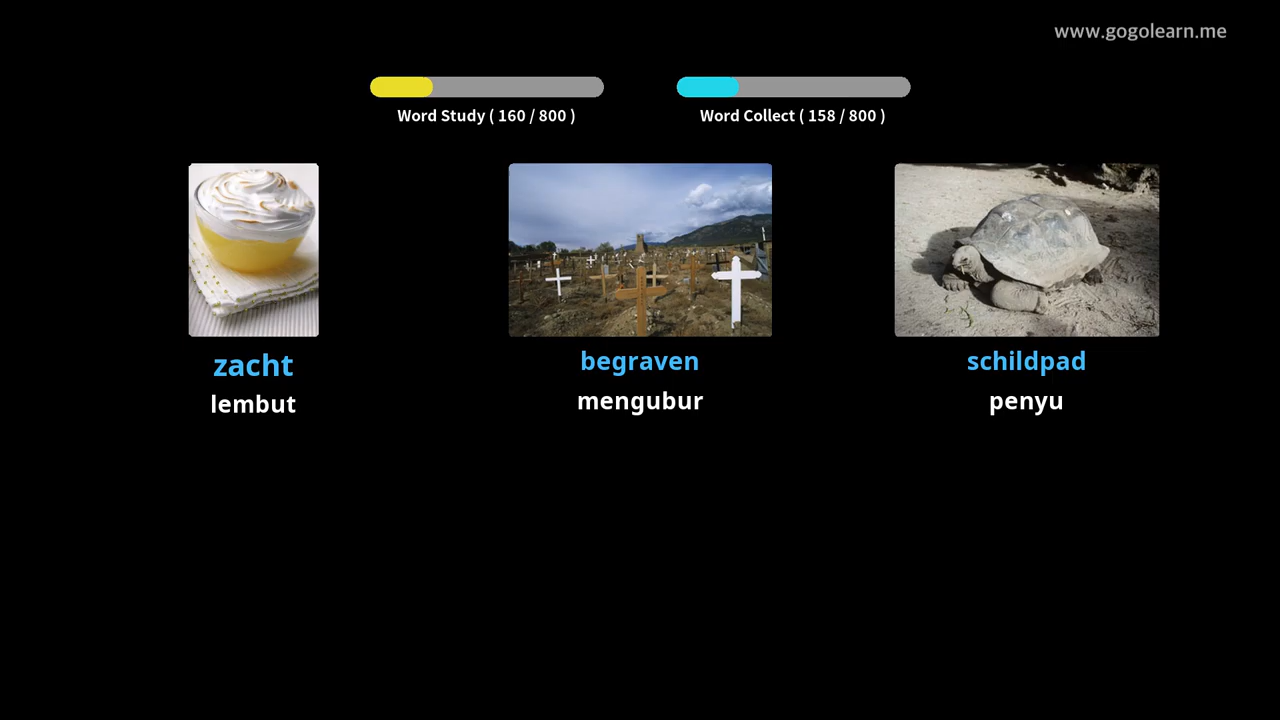 www.gogolearn.me
Word Study ( 160 / 800 )
Word Collect ( 158 / 800 )
zacht
lembut
begraven
mengubur
schildpad
penyu